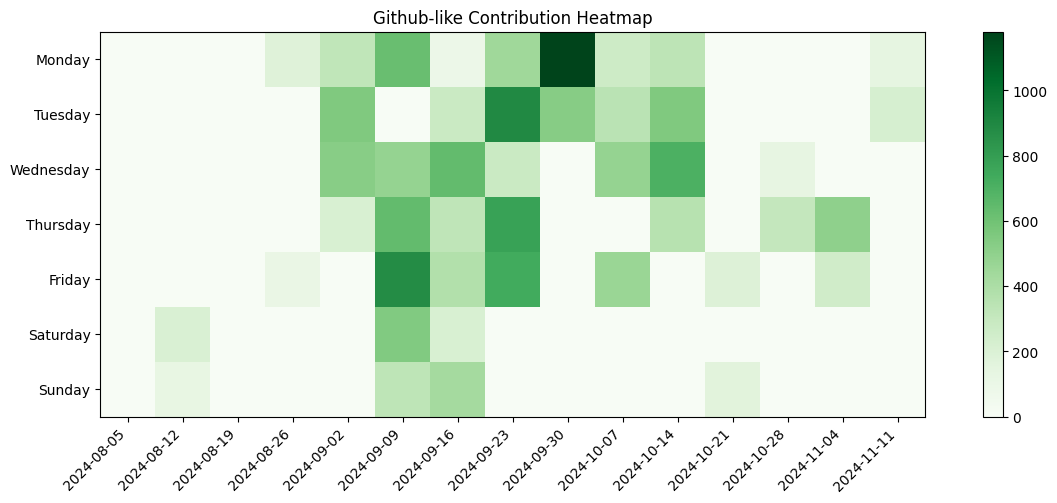 Github-like Contribution Heatmap
Monday
Tuesday
Wednesday
Thursday
Friday
Saturday
Sunday
2024-08-05
2024-08-12
2024-08-19
2024-08-26
2024-09-02
2024-09-09
2024-09-16
2024-09-23
2024-09-30
2024-10-07
2024-10-14
2024-10-21
2024-10-28
2024-11-04
2024-11-11
1000
800
600
400
200
0